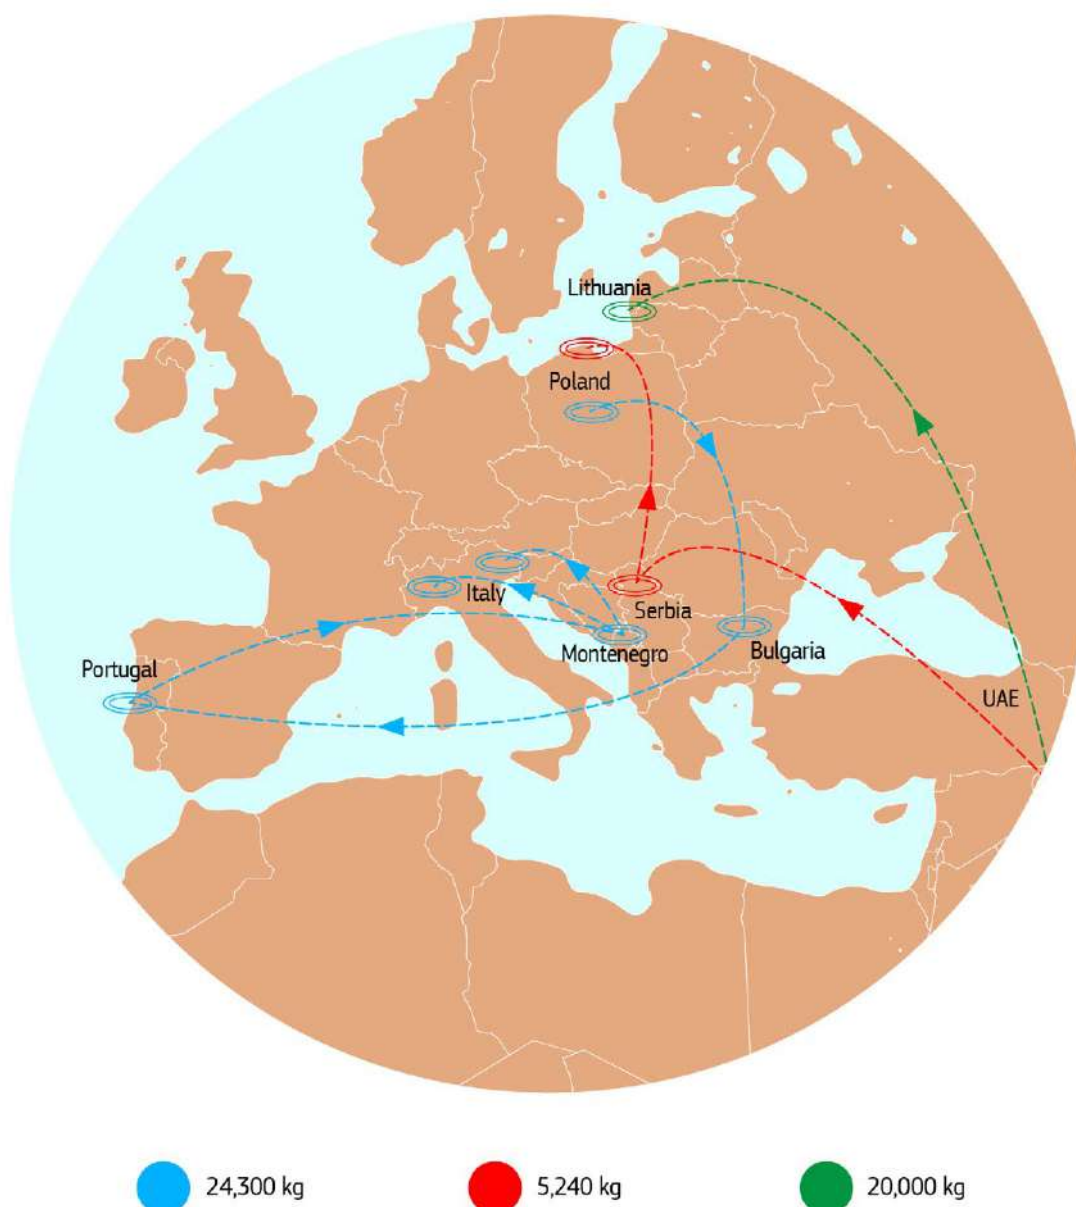 Lithuania
Poland
Italy
Serbia
Montenegro
Bulgaria
Portugal
UAE
24,300 kg
5,240 kg
20,000 kg